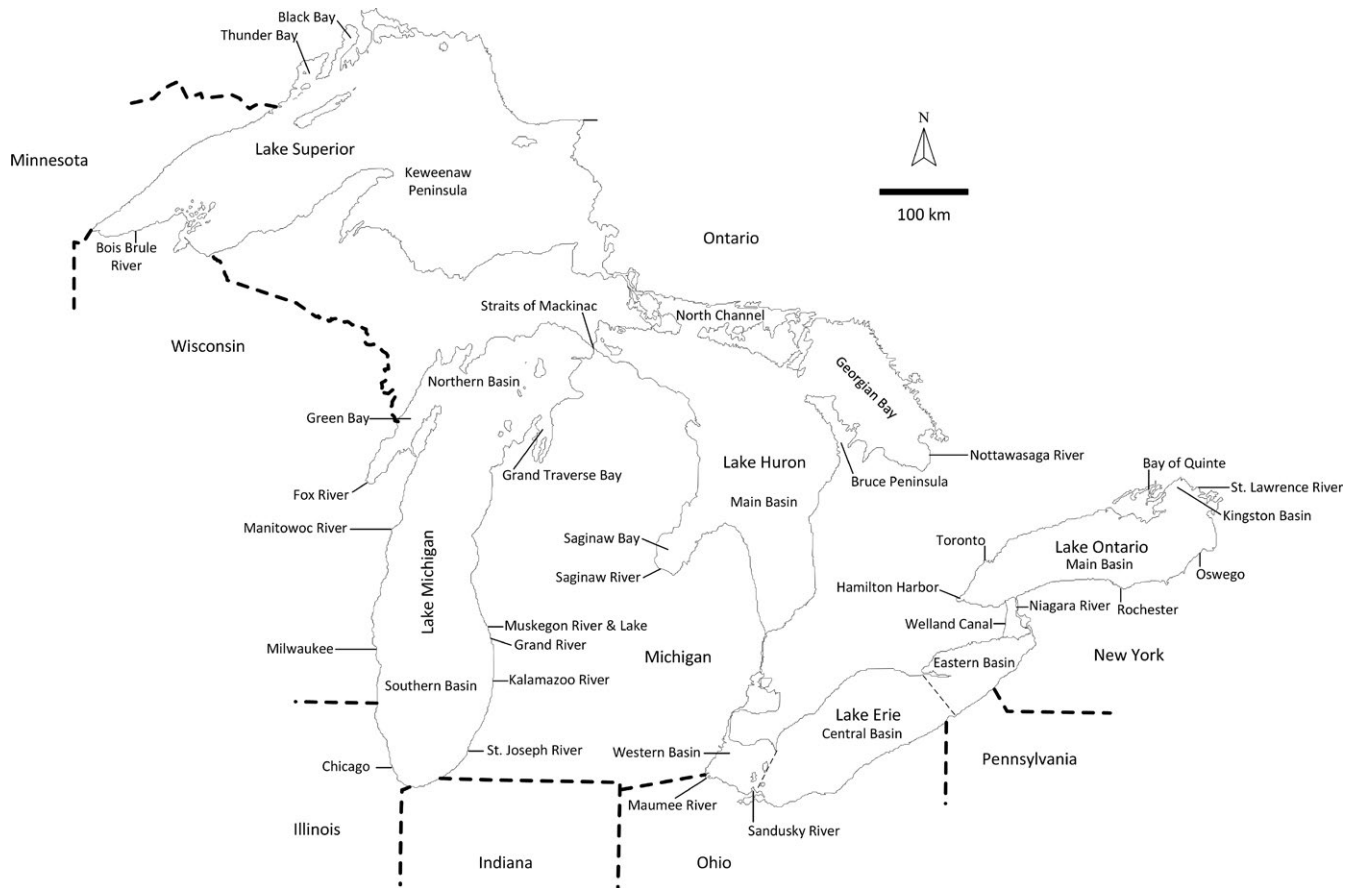 Black Bay
Thunder Bay
N
Minnesota
Lake Superior
Keweenaw
Peninsula
100 km
Bois Brule
River
Ontario
Straits of Mackinac
North Channel
Wisconsin
Northern Basin
Georgian Bay
Green Bay
Grand Traverse Bay
Lake Huron
Main Basin
Bruce Peninsula
Nottawasaga River
Bay of Quinte
St. Lawrence River
Kingston Basin
Fox River
Manitowoc River
Lake Michigan
Saginaw Bay
Saginaw River
Toronto
Lake Ontario
Main Basin
Hamilton Harbor
Oswego
Niagara River
Rochester
Welland Canal
Muskegon River & Lake
Grand River
Milwaukee
Michigan
Eastern Basin
New York
Southern Basin
Kalamazoo River
Lake Erie
Central Basin
St. Joseph River
Western Basin
Pennsylvania
Chicago
Maumee River
Illinois
Sandusky River
Indiana
Ohio